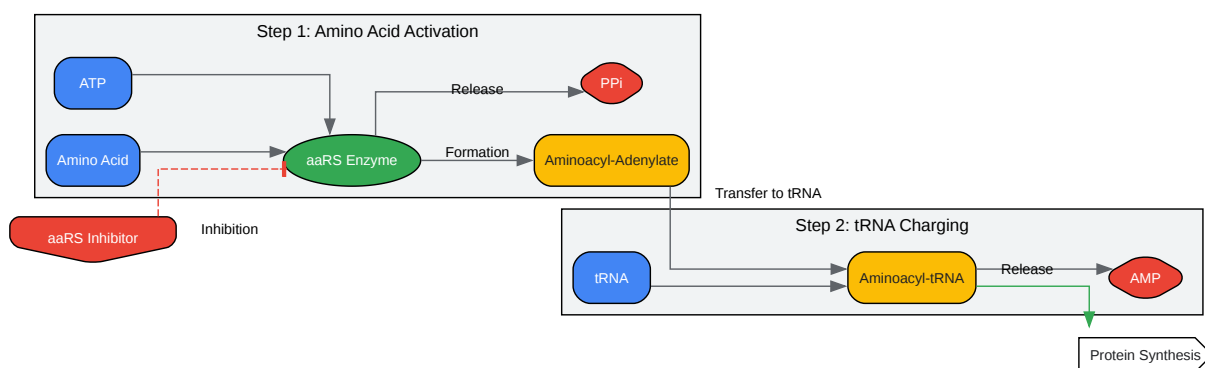 Step 1: Amino Acid Activation
ATP
PPi
Release
Amino Acid
aaRS Enzyme
Formation
Aminoacyl-Adenylate
Transfer to tRNA
aaRS Inhibitor
Inhibition
Step 2: tRNA Charging
tRNA
Aminoacyl-tRNA
Release
AMP
Protein Synthesis